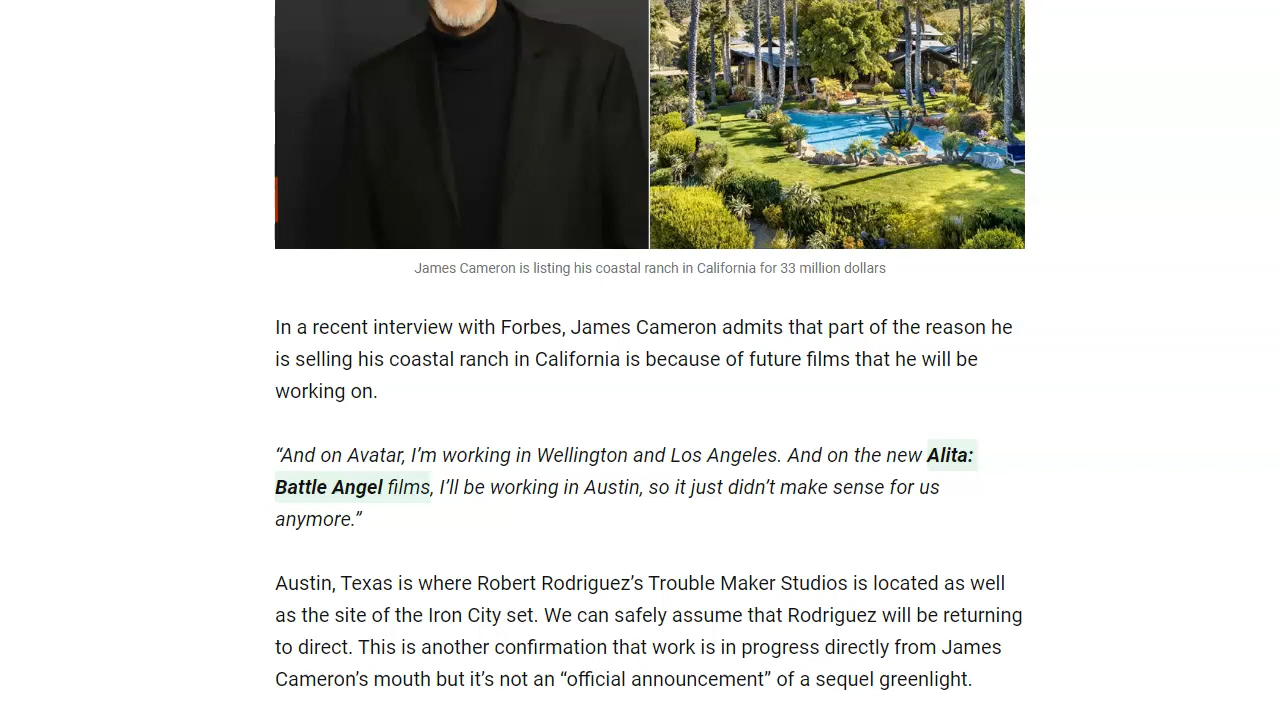 James Cameron is listing his coastal ranch in California for 33 million dollars
In a recent interview with Forbes, James Cameron admits that part of the reason he
is selling his coastal ranch in California is because of future films that he will be
working on.
“And on Avatar, I’m working in Wellington and Los Angeles. And on the new Alita:
Battle Angel films, I’ll be working in Austin, so it just didn’t make sense for us
anymore.”
Austin, Texas is where Robert Rodriguez’s Trouble Maker Studios is located as well
as the site of the Iron City set. We can safely assume that Rodriguez will be returning
to direct. This is another confirmation that work is in progress directly from James
Cameron’s mouth but it’s not an “official announcement” of a sequel greenlight.